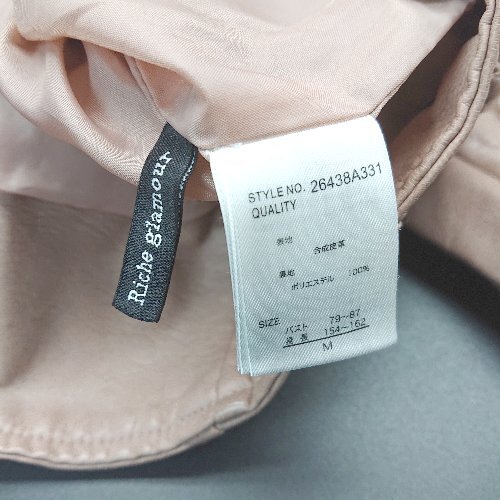 Riche glamour
STYLE NO. 26438A331
QUALITY
表地 合成皮革
裏地
ポリエステル 100%
SIZE バスト 79~87
身長 154~162
M